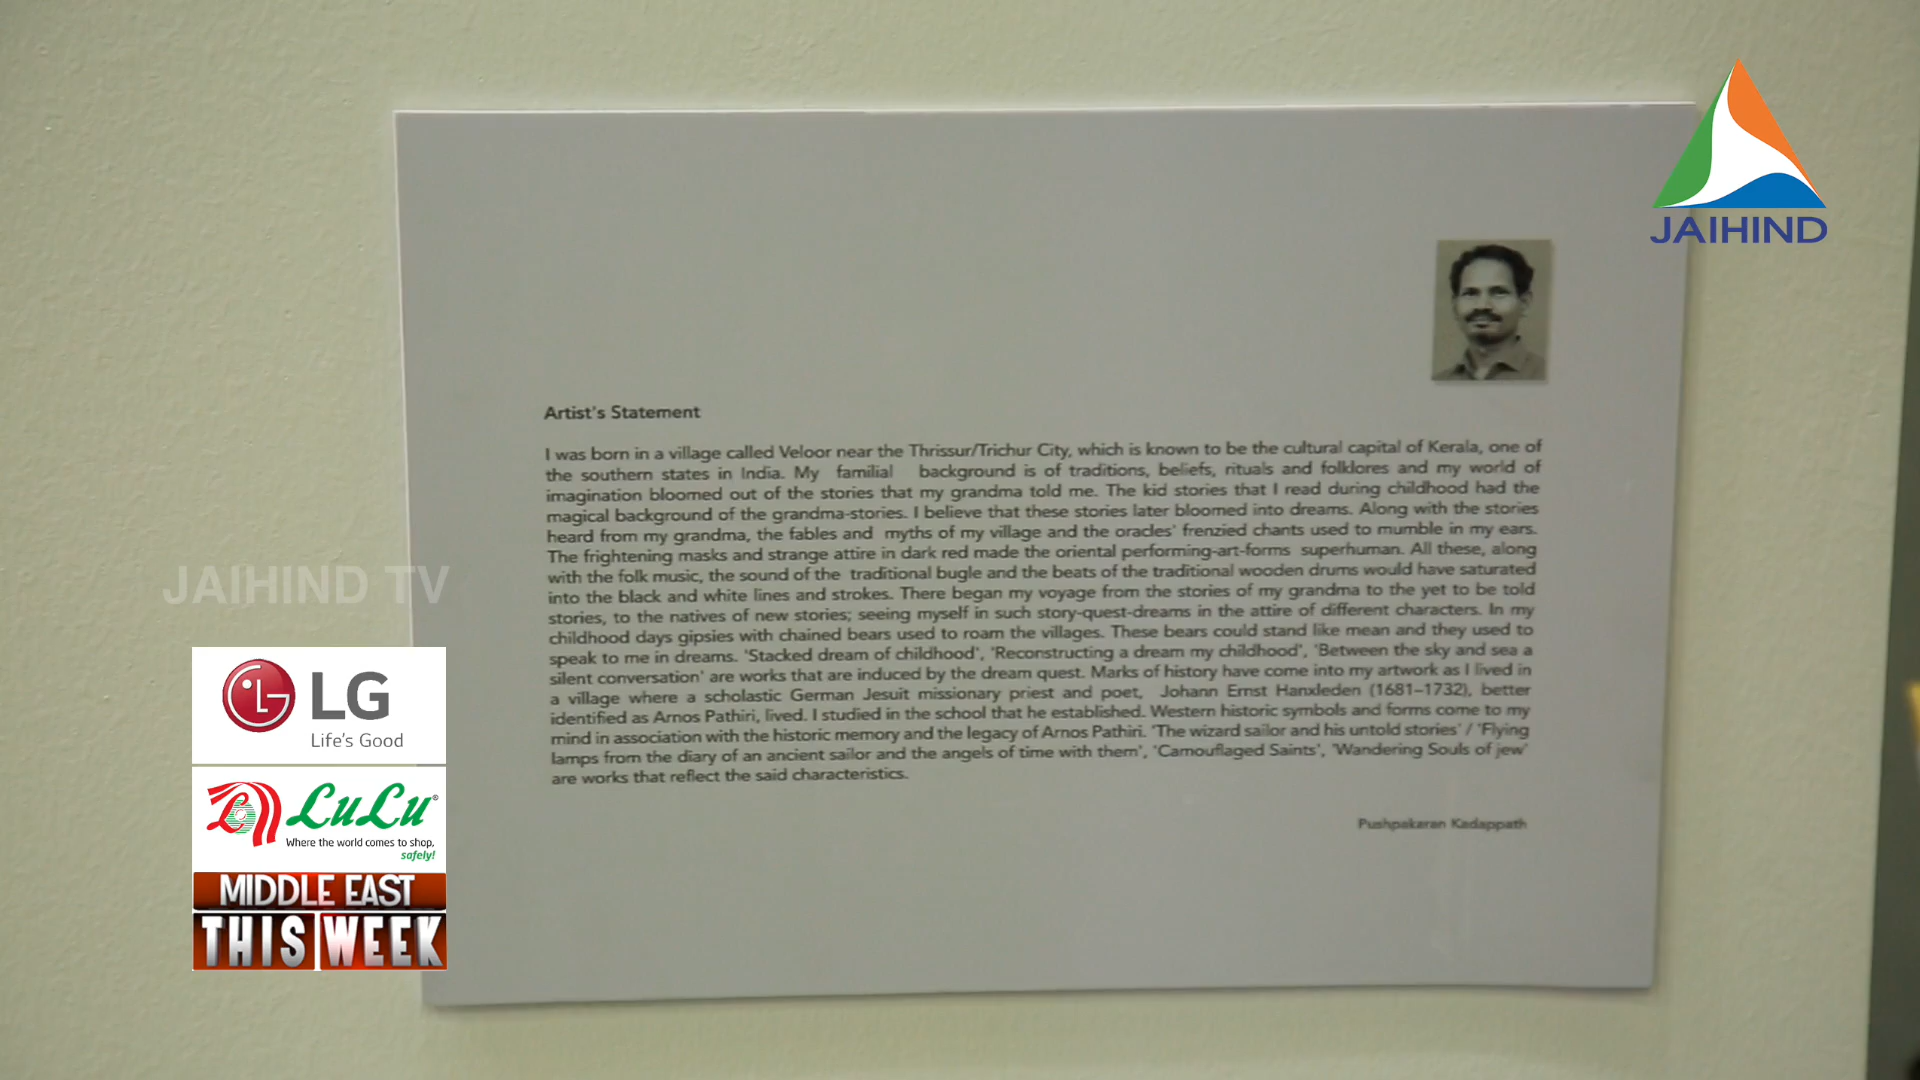 JAIHIND
Artist's Statement
I was born in a village called Veloor near the Thrissur/Trichur City, which is known to be the cultural capital of Kerala, one of
the southern states in India. My familial background is of traditions, beliefs, rituals and folklores and my world of
imagination bloomed out of the stories that my grandma told me. The kid stories that I read during childhood had the
magical background of the grandma-stories. I believe that these stories later bloomed into dreams. Along with the stories
heard from my grandma, the fables and myths of my village and the oracles' frenzied chants used to mumble in my ears.
The frightening masks and strange attire in dark red made the oriental performing-art-forms superhuman. All these, along
with the folk music, the sound of the traditional bugle and the beats of the traditional wooden drums would have saturated
into the black and white lines and strokes. There began my voyage from the stories of my grandma to the yet to be told
stories, to the natives of new stories; seeing myself in such story-quest-dreams in the attire of different characters. In my
childhood days gipsies with chained bears used to roam the villages. These bears could stand like mean and they used to
speak to me in dreams. 'Stacked dream of childhood', 'Reconstructing a dream my childhood', 'Between the sky and sea a
silent conversation' are works that are induced by the dream quest. Marks of history have come into my artwork as I lived in
a village where a scholastic German Jesuit missionary priest and poet, Johann Ernst Hanxleden (1681–1732), better
identified as Arnos Pathiri, lived. I studied in the school that he established. Western historic symbols and forms come to my
mind in association with the historic memory and the legacy of Arnos Pathiri. 'The wizard sailor and his untold stories' / 'Flying
lamps from the diary of an ancient sailor and the angels of time with them', 'Camouflaged Saints', 'Wandering Souls of jew'
are works that reflect the said characteristics.
Pushpakaran Kadappath
JAIHIND TV
LG
Life's Good
LuLu
Where the world comes to shop,
safely!
MIDDLE EAST
THIS WEEK